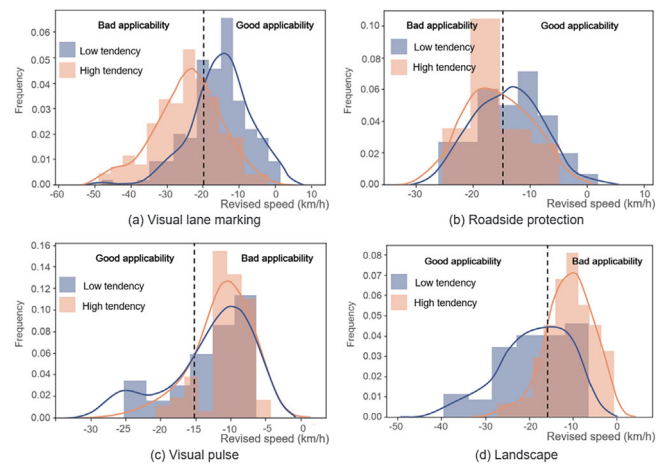 Bad applicability Good applicability
0.06
0.05
0.04
0.03
0.02
0.01
0.00
Frequency
Low tendency
High tendency
-60 -50 -40 -30 -20 -10 0 10
Revised speed (km/h)
(a) Visual lane marking
Bad applicability Good applicability
0.10
0.08
0.06
0.04
0.02
0.00
Frequency
Low tendency
High tendency
-30 -20 -10 0 10
Revised speed (km/h)
(b) Roadside protection
Good applicability Bad applicability
0.16
0.14
0.12
0.10
0.08
0.06
0.04
0.02
0.00
Frequency
Low tendency
High tendency
-30 -25 -20 -15 -10 -5 0
Revised speed (km/h)
(c) Visual pulse
Good applicability Bad applicability
0.08
0.07
0.06
0.05
0.04
0.03
0.02
0.01
0.00
Frequency
Low tendency
High tendency
-50 -40 -30 -20 -10 0
Revised speed (km/h)
(d) Landscape